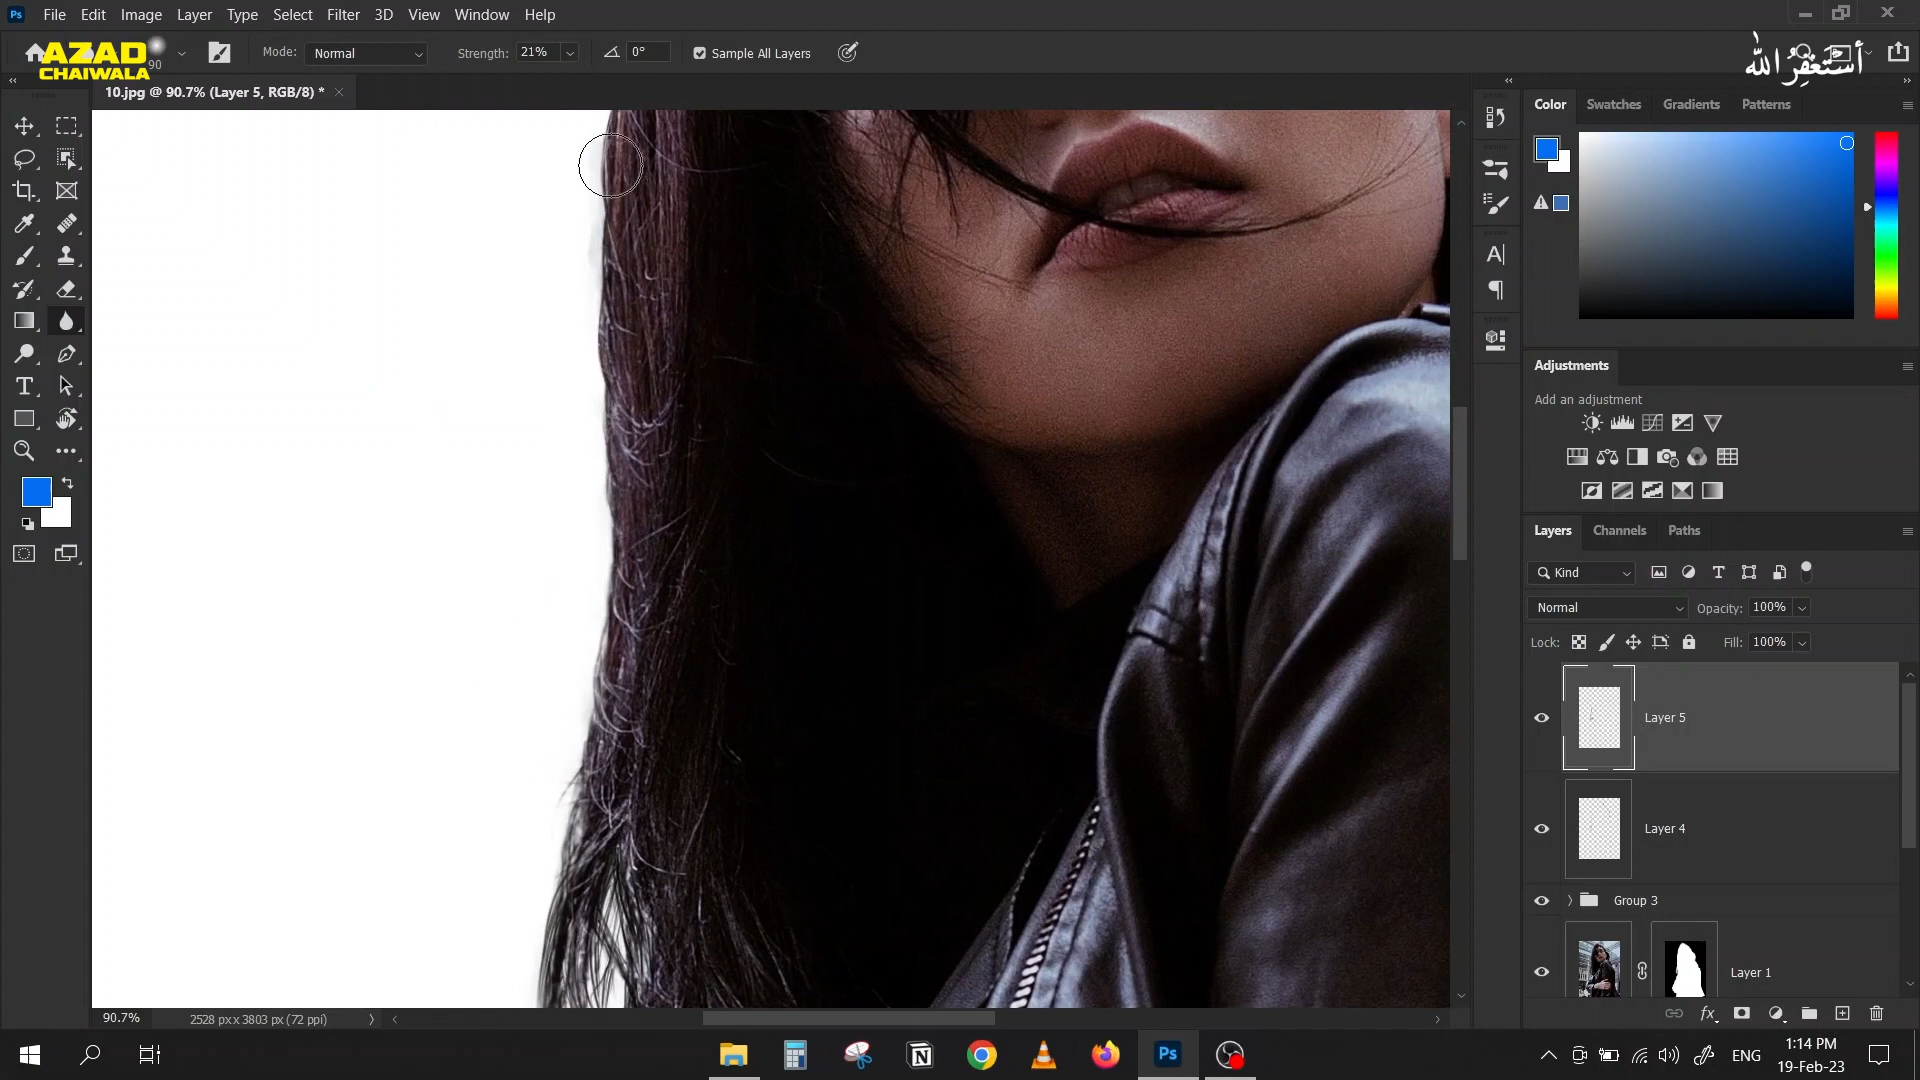 File Edit Image Layer Type Select Filter 3D View Window Help
AZAD
CHAIWALA
90
Mode: Normal
Strength: 21%
0°
Sample All Layers
أستغفِرُ اللّٰه
10.jpg @ 90.7% (Layer 5, RGB/8) *
Color Swatches Gradients Patterns
Adjustments
Add an adjustment
Layers Channels Paths
Kind
Normal Opacity: 100%
Lock: Fill: 100%
Layer 5
Layer 4
Group 3
Layer 1
90.7% 2528 px x 3803 px (72 ppi)
ENG
1:14 PM
19-Feb-23